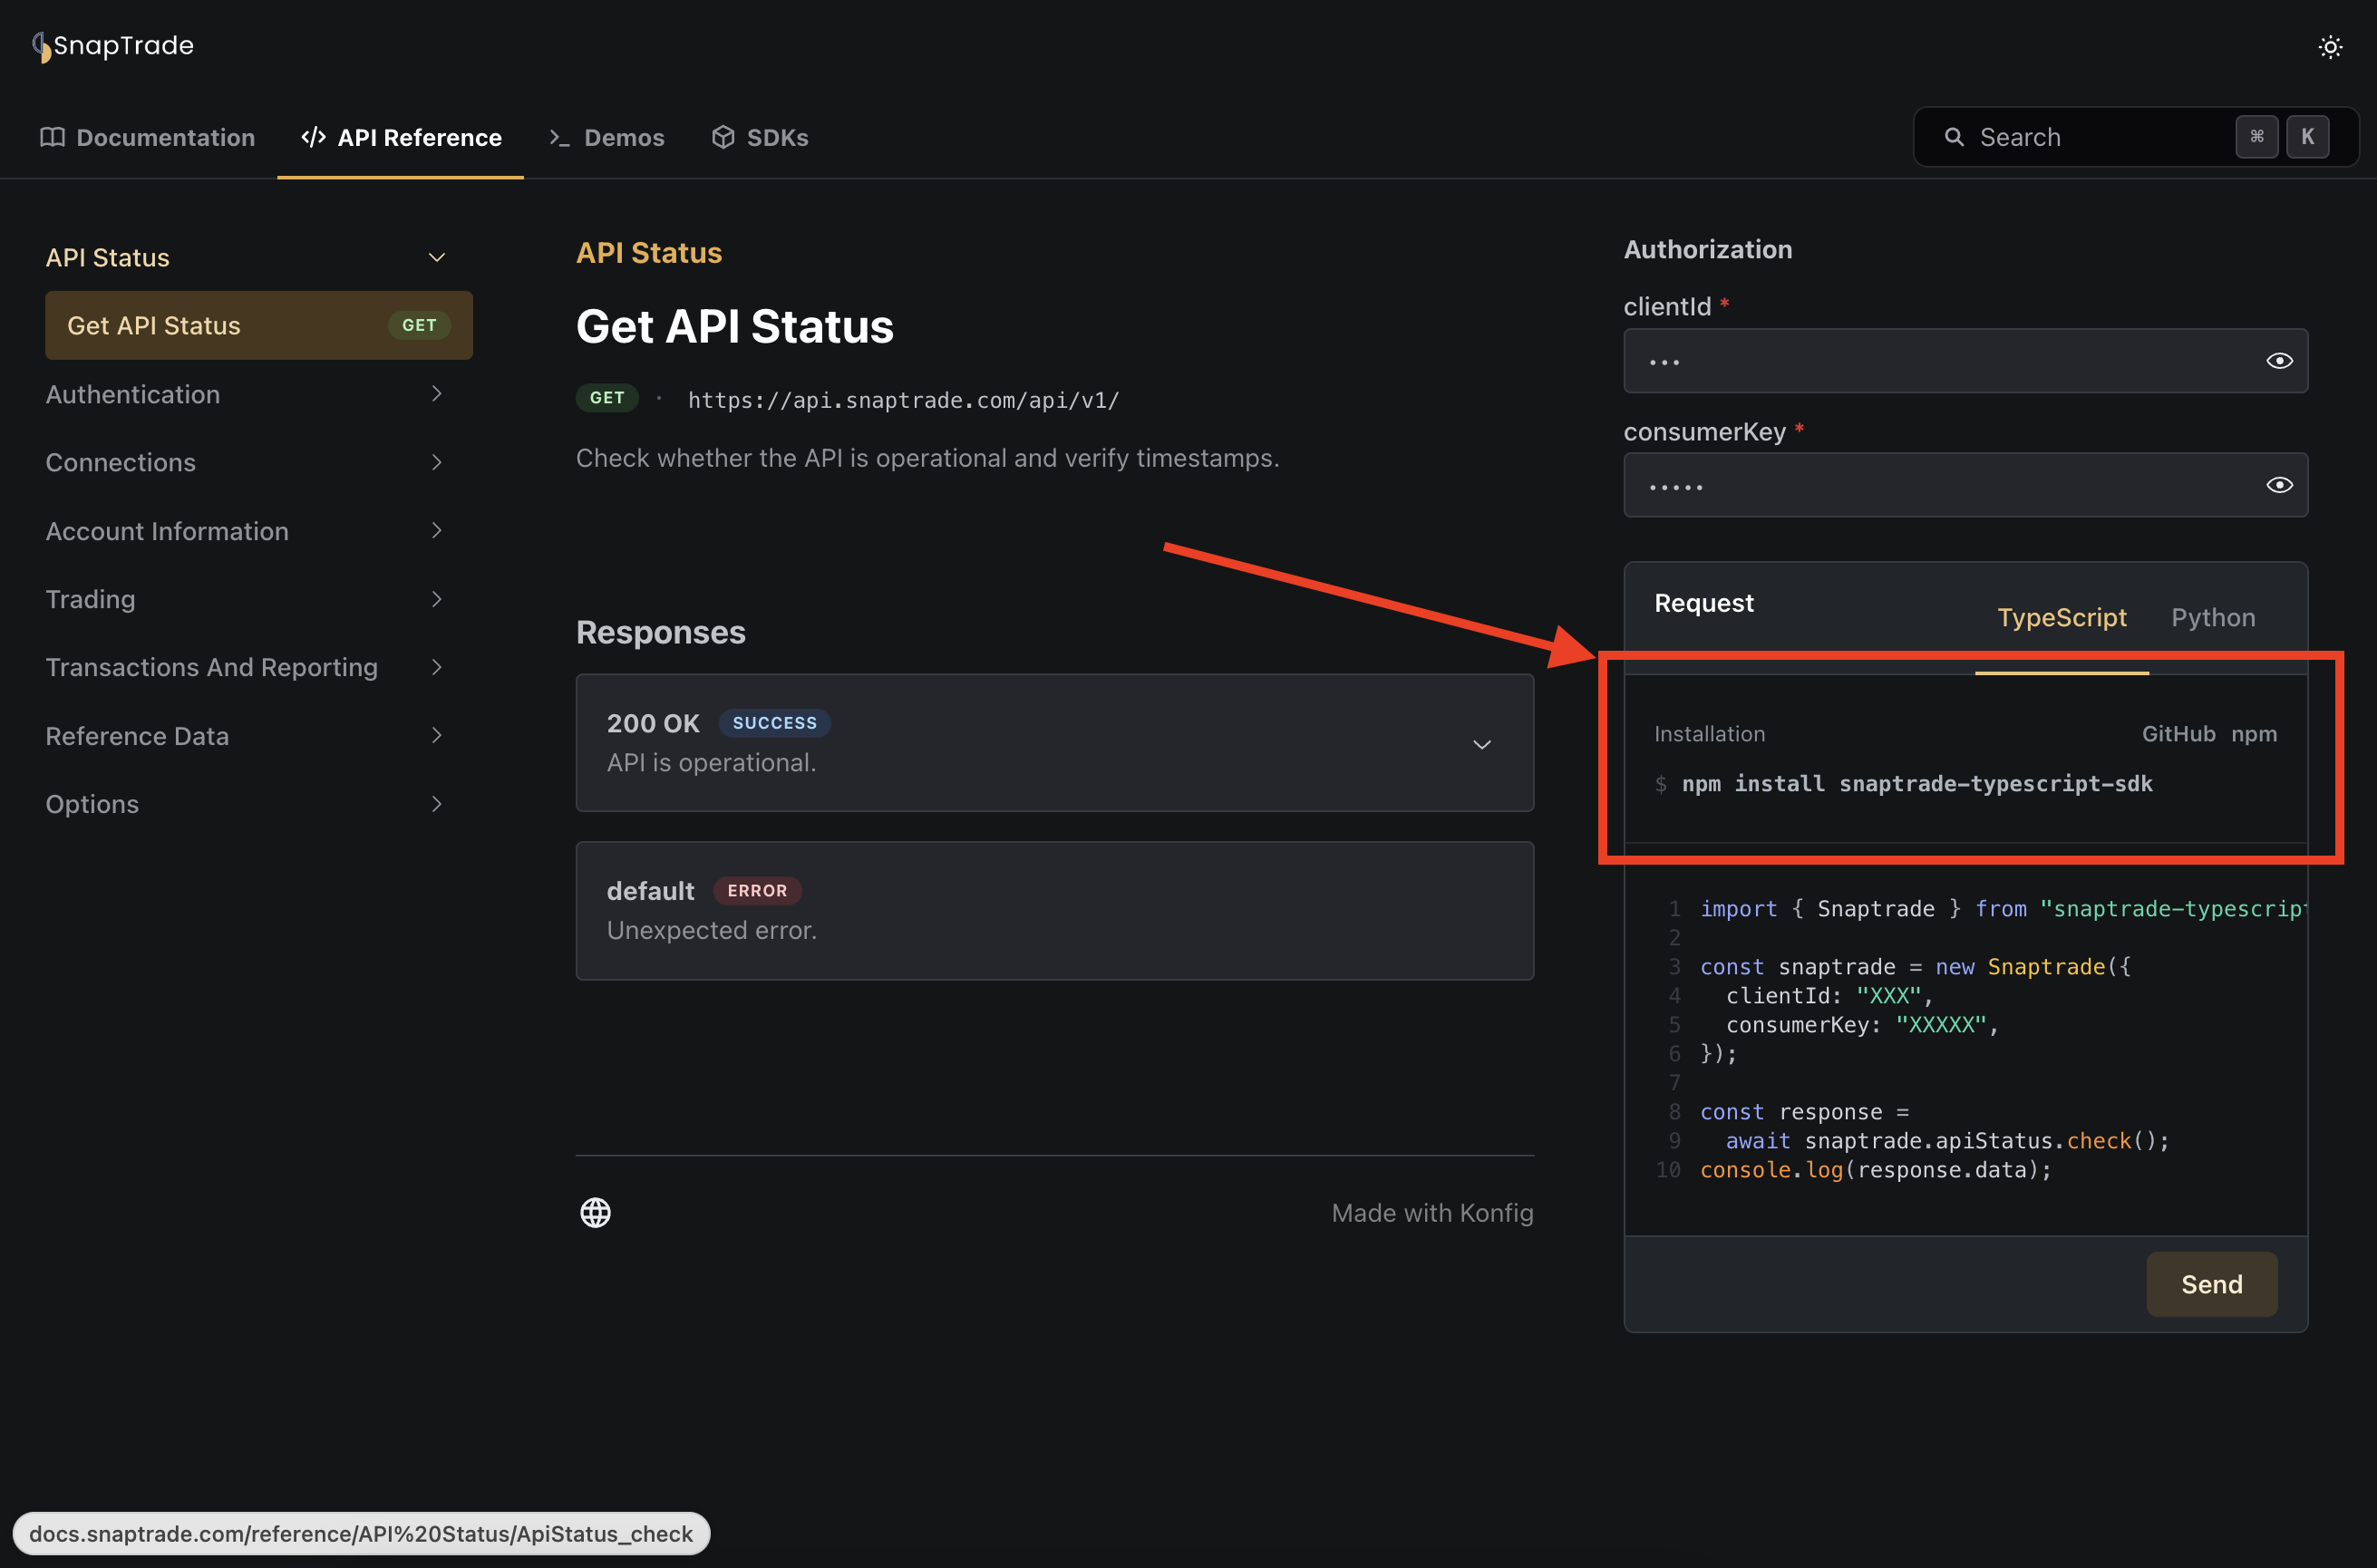 SnapTrade
Documentation
</> API Reference
>_ Demos
SDKs
Search
⌘ K
API Status
Get API Status GET
Authentication
Connections
Account Information
Trading
Transactions And Reporting
Reference Data
Options
API Status
Get API Status
GET · https://api.snaptrade.com/api/v1/
Check whether the API is operational and verify timestamps.
Responses
200 OK SUCCESS
API is operational.
default ERROR
Unexpected error.
Made with Konfig
Authorization
clientId *
•••
consumerKey *
•••••
Request TypeScript Python
Installation GitHub npm
$ npm install snaptrade-typescript-sdk
1 import { Snaptrade } from "snaptrade-typescript
2
3 const snaptrade = new Snaptrade({
4 clientId: "XXX",
5 consumerKey: "XXXXX",
6 });
7
8 const response =
9 await snaptrade.apiStatus.check();
10 console.log(response.data);
Send
docs.snaptrade.com/reference/API%20Status/ApiStatus_check